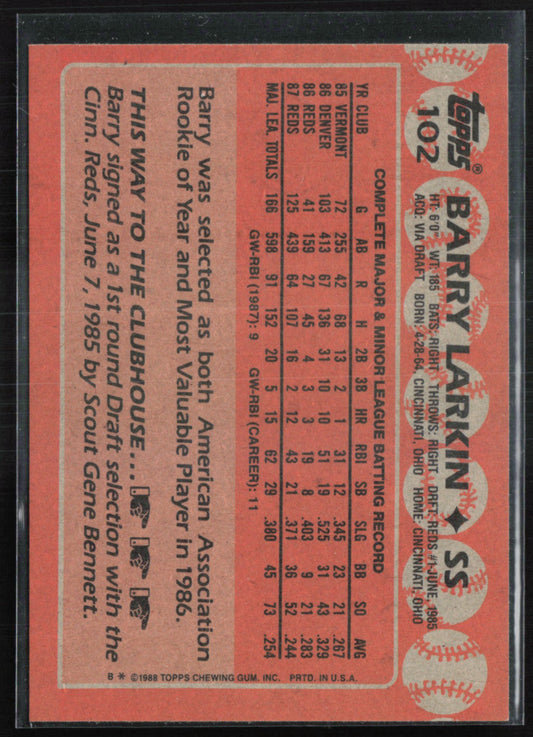 topps®
102
BARRY LARKIN ✦ SS
HT: 6'0" WT: 185 BATS: RIGHT THROWS: RIGHT DRFT: REDS #1-JUNE, 1985
ACQ: VIA DRAFT BORN: 4-28-64, CINCINNATI, OHIO HOME: CINCINNATI, OHIO
COMPLETE MAJOR & MINOR LEAGUE BATTING RECORD
YR CLUB G AB R H 2B 3B HR RBI SB SLG BB SO AVG
85 VERMONT 72 255 42 68 13 2 1 31 12 .345 23 21 .267
86 DENVER 103 413 67 136 31 10 10 51 19 .525 31 43 .329
86 REDS 41 159 27 45 4 3 3 19 8 .403 9 21 .283
87 REDS 125 439 64 107 16 2 12 43 21 .371 36 52 .244
MAJ. LEA. TOTALS 166 598 91 152 20 5 15 62 29 .380 45 73 .254
GW-RBI (1987): 9 GW-RBI (CAREER): 11
Barry was selected as both American Association
Rookie of Year and Most Valuable Player in 1986.
THIS WAY TO THE CLUBHOUSE...
Barry signed as a 1st round Draft selection with the
Cinn. Reds, June 7, 1985 by Scout Gene Bennett.
B * ©1988 TOPPS CHEWING GUM, INC. PRTD. IN U.S.A.